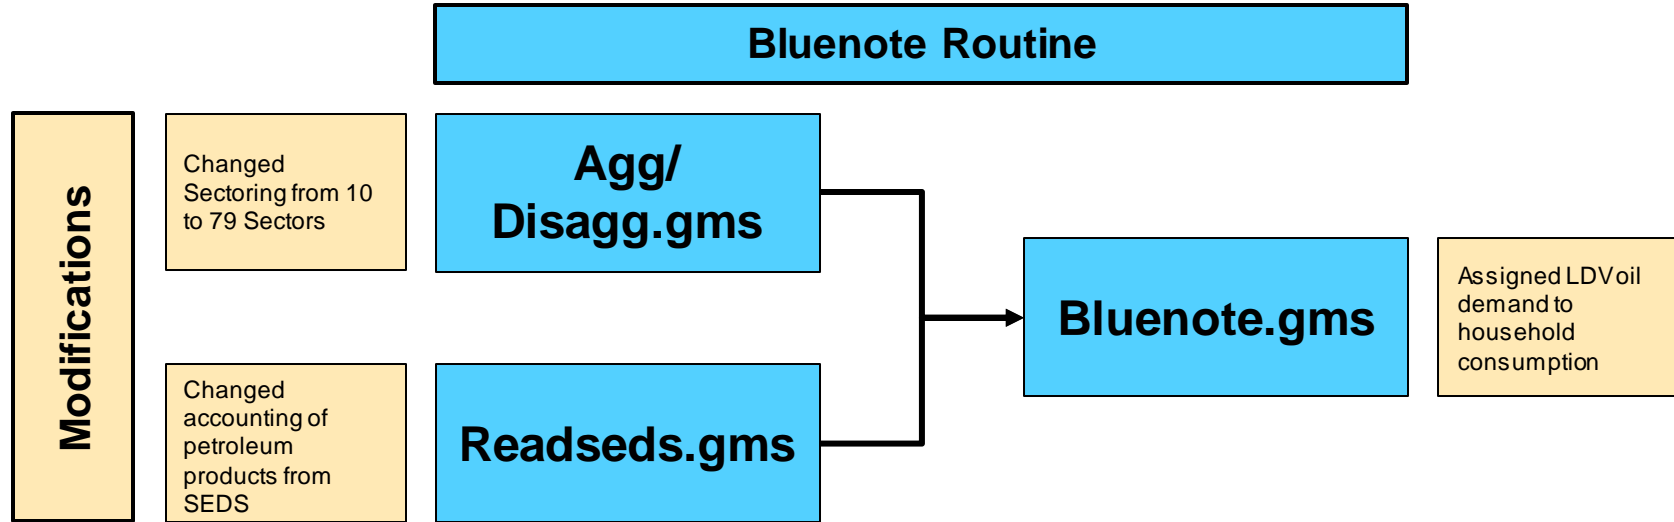 Bluenote Routine
Modifications
Changed
Sectoring from 10
to 79 Sectors
Agg/
Disagg.gms
Changed
accounting of
petroleum
products from
SEDS
Readseds.gms
Bluenote.gms
Assigned LDV oil
demand to
household
consumption